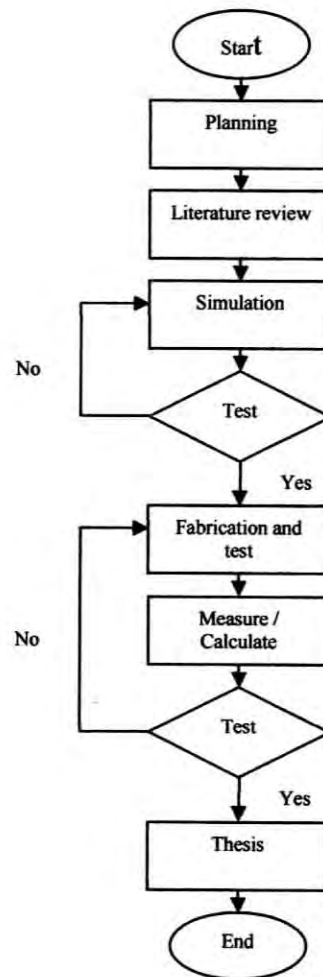 Start
Planning
Literature review
Simulation
No
Test
Yes
Fabrication and
test
No
Measure /
Calculate
Test
Yes
Thesis
End